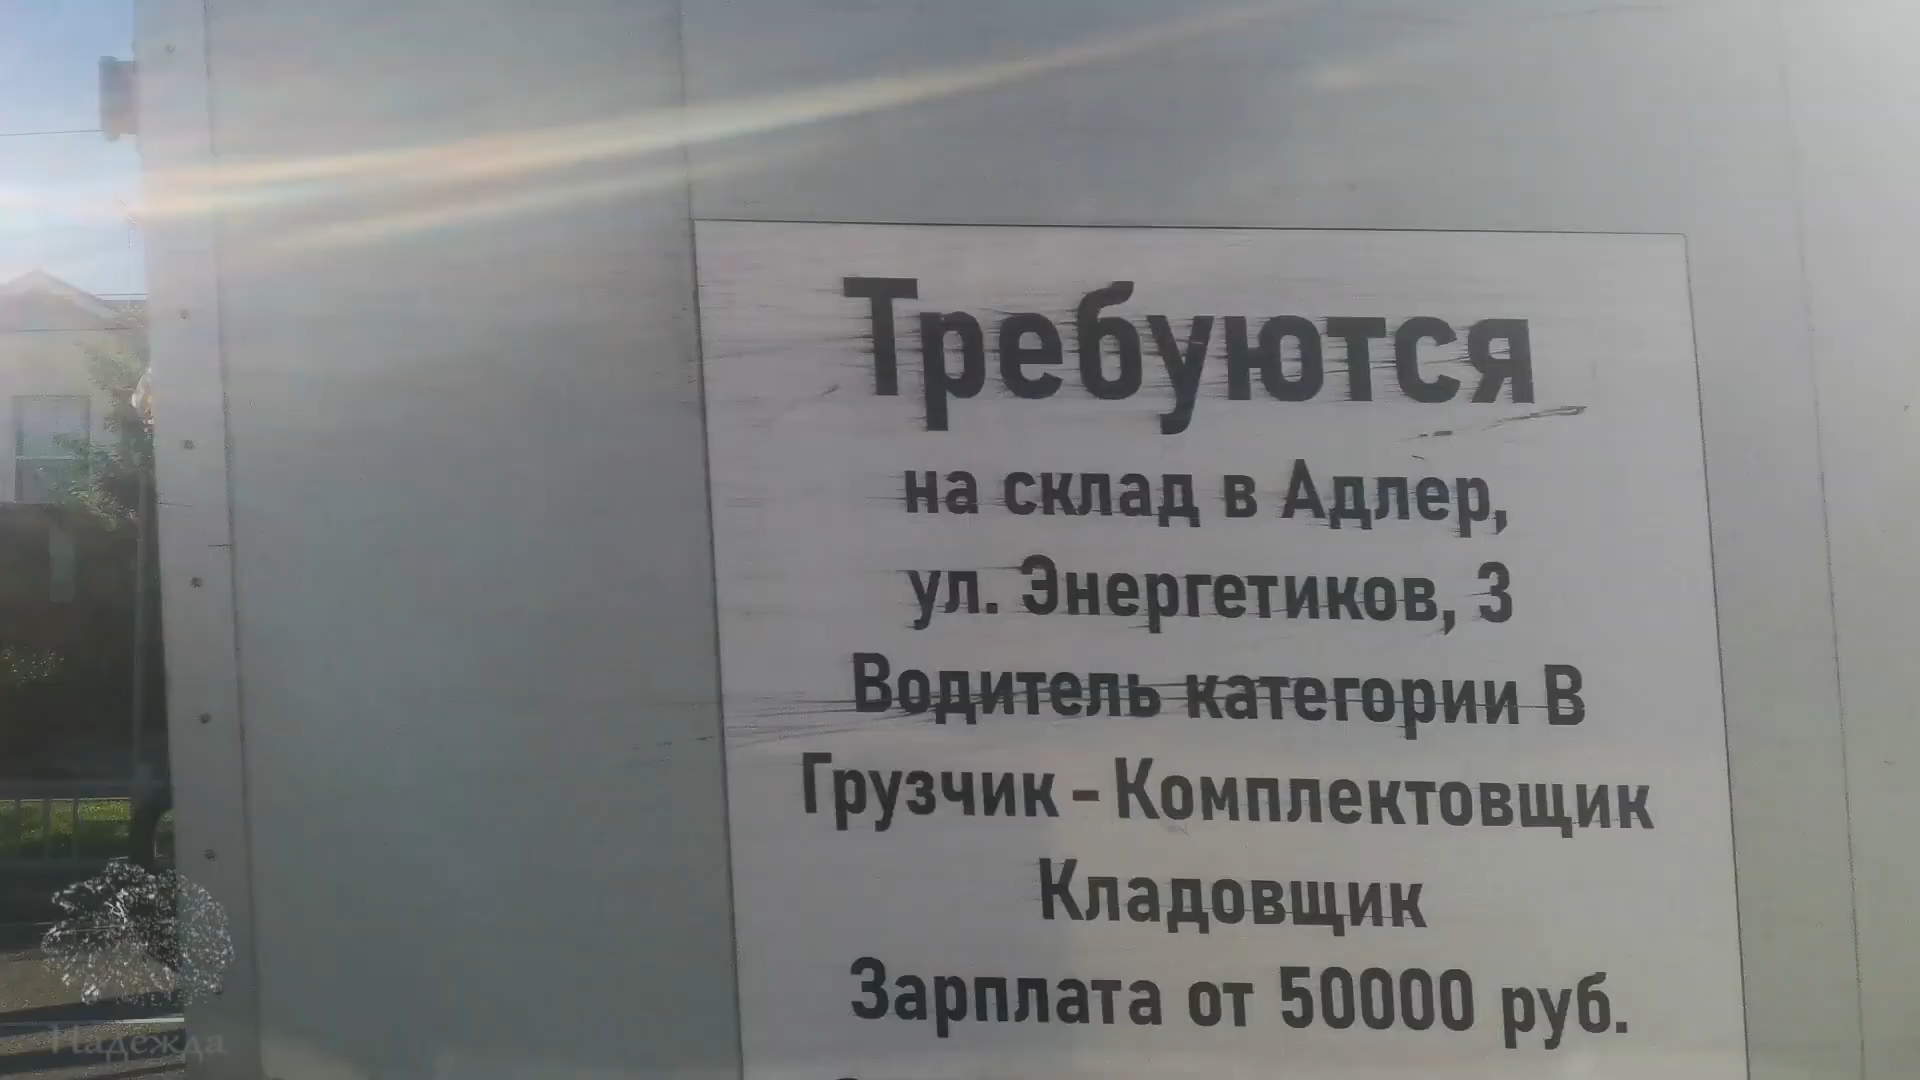 Требуются
на склад в Адлер,
ул. Энергетиков, 3
Водитель категории В
Грузчик - Комплектовщик
Кладовщик
Зарплата от 50000 руб.
Надежда